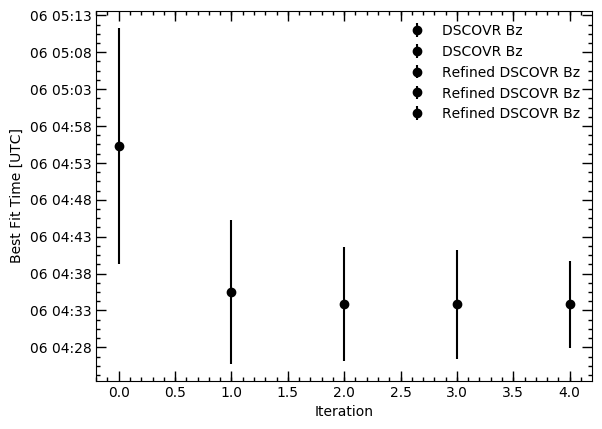 06 05:13
06 05:08
06 05:03
06 04:58
06 04:53
06 04:48
06 04:43
06 04:38
06 04:33
06 04:28
Best Fit Time [UTC]
DSCOVR Bz
DSCOVR Bz
Refined DSCOVR Bz
Refined DSCOVR Bz
Refined DSCOVR Bz
0.0 0.5 1.0 1.5 2.0 2.5 3.0 3.5 4.0
Iteration